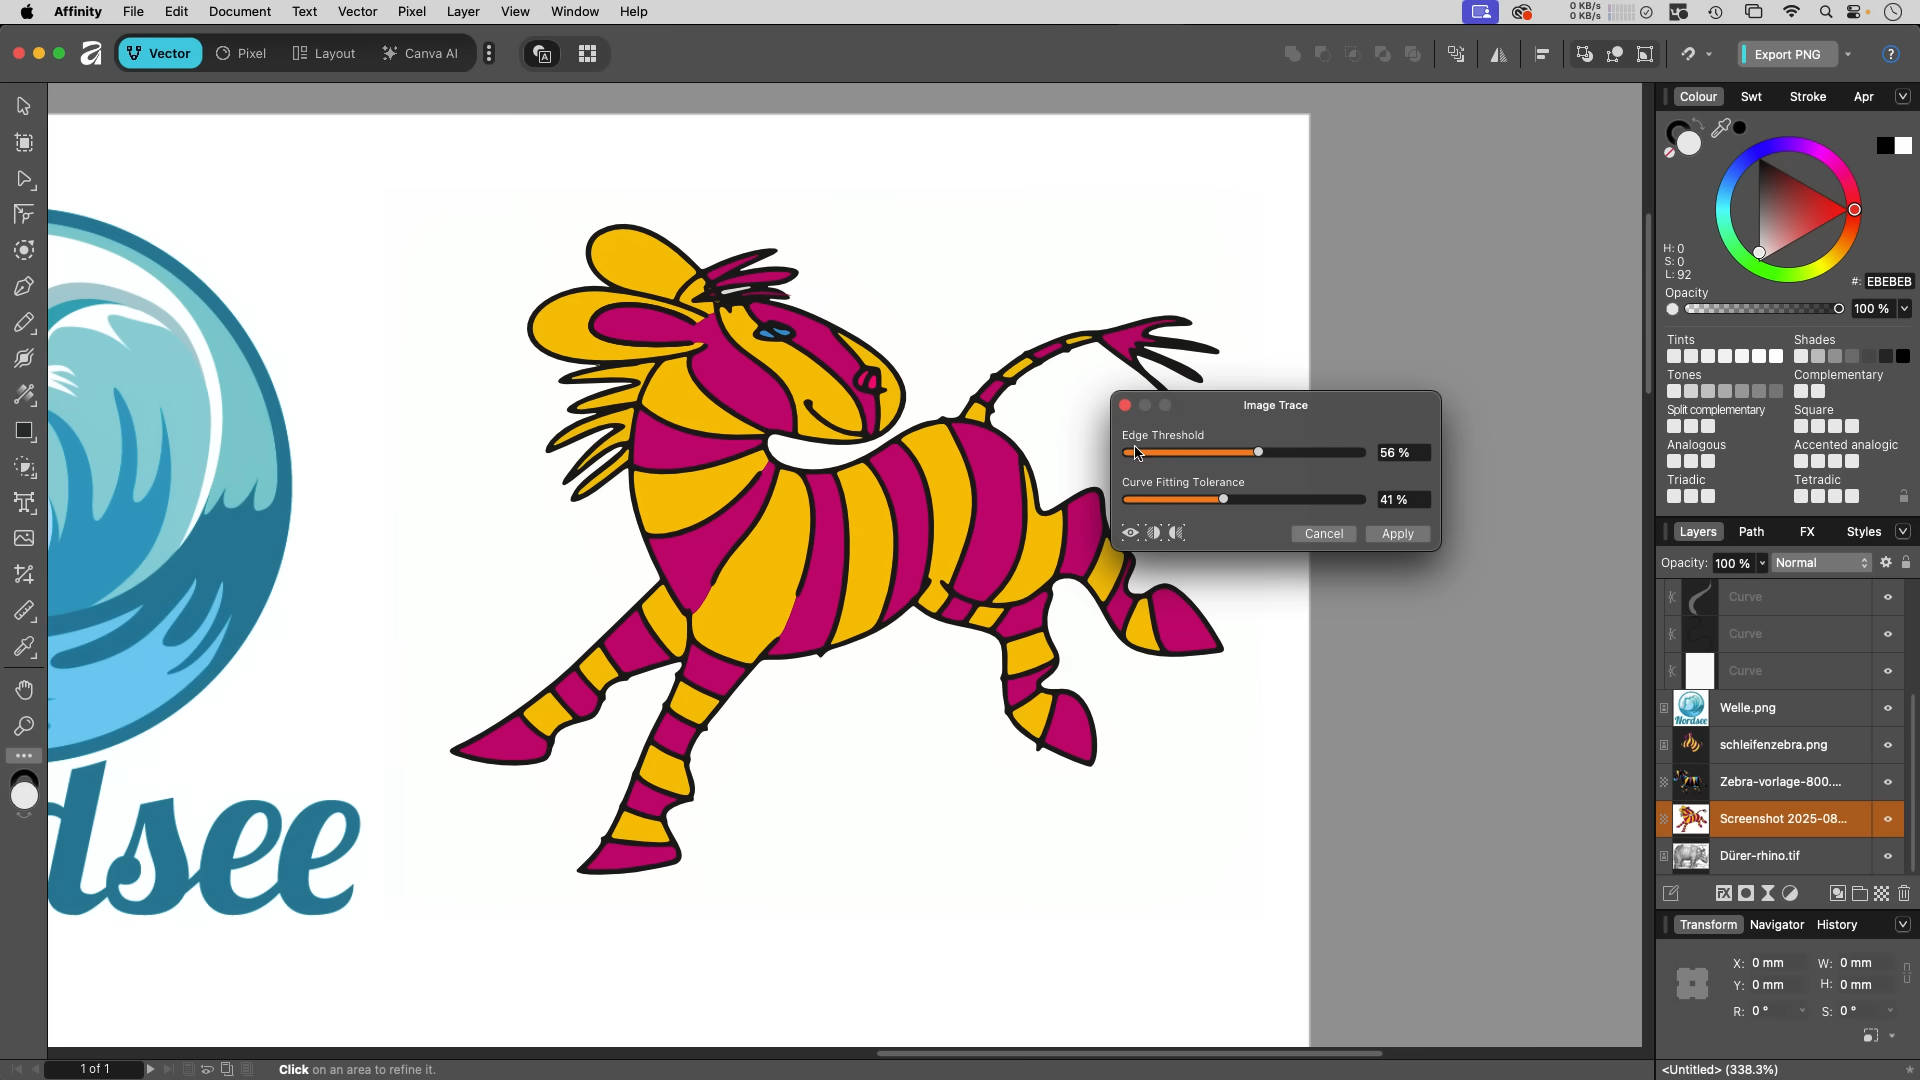 Affinity File Edit Document Text Vector Pixel Layer View Window Help
0 KB/s
0 KB/s
Vector Pixel Layout Canva AI
Export PNG
Colour Swt Stroke Apr
H: 0
S: 0
L: 92
#: EBEBEB
Opacity
100 %
Tints Shades
Tones Complementary
Split complementary Square
Analogous Accented analogic
Triadic Tetradic
Image Trace
Edge Threshold
56 %
Curve Fitting Tolerance
41 %
Cancel Apply
Layers Path FX Styles
Opacity: 100 % Normal
Curve
Curve
Curve
Nordsee
Welle.png
schleifenzebra.png
Zebra-vorlage-800....
Screenshot 2025-08...
Dürer-rhino.tif
FX
dsee
Transform Navigator History
X: 0 mm W: 0 mm
Y: 0 mm H: 0 mm
R: 0 ° S: 0 °
1 of 1
Click on an area to refine it.
<Untitled> (338.3%)